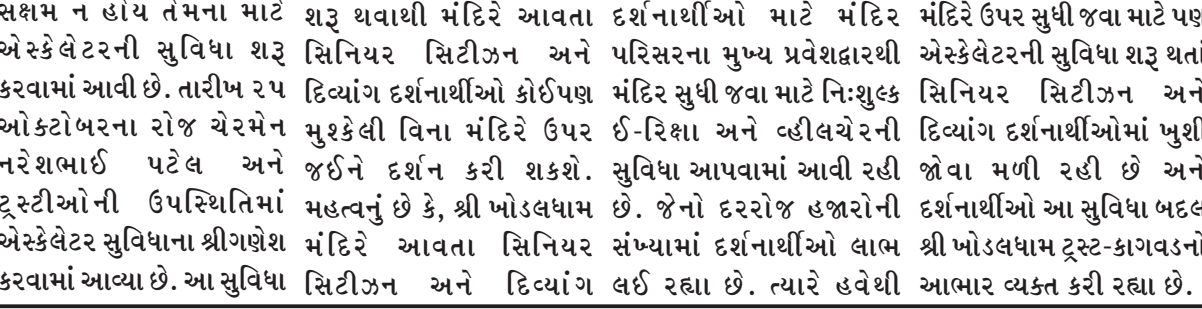 સક્ષમ ન હોય તેમના માટે
એસ્કેલેટરની સુવિધા શરૂ
કરવામાં આવી છે. તારીખ ૨૫
ઓક્ટોબરના રોજ ચેરમેન
નરેશભાઈ પટેલ અને
ટ્રસ્ટીઓની ઉપસ્થિતિમાં
એસ્કેલેટર સુવિધાના શ્રીગણેશ
કરવામાં આવ્યા છે. આ સુવિધા
શરૂ થવાથી મંદિરે આવતા
સિનિયર સિટીઝન અને
દિવ્યાંગ દર્શનાર્થીઓ કોઈપણ
મુશ્કેલી વિના મંદિરે ઉપર
જઈને દર્શન કરી શકશે.
મહત્વનું છે કે, શ્રી ખોડલધામ
મંદિરે આવતા સિનિયર
સિટીઝન અને દિવ્યાંગ
દર્શનાર્થીઓ માટે મંદિર
પરિસરના મુખ્ય પ્રવેશદ્વારથી
મંદિર સુધી જવા માટે નિઃશુલ્ક
ઈ-રિક્ષા અને વ્હીલચેરની
સુવિધા આપવામાં આવી રહી
છે. જેનો દરરોજ હજારોની
સંખ્યામાં દર્શનાર્થીઓ લાભ
લઈ રહ્યા છે. ત્યારે હવેથી
મંદિરે ઉપર સુધી જવા માટે પણ
એસ્કેલેટરની સુવિધા શરૂ થતાં
સિનિયર સિટીઝન અને
દિવ્યાંગ દર્શનાર્થીઓમાં ખુશી
જોવા મળી રહી છે અને
દર્શનાર્થીઓ આ સુવિધા બદલ
શ્રી ખોડલધામ ટ્રસ્ટ-કાગવડનો
આભાર વ્યક્ત કરી રહ્યા છે.